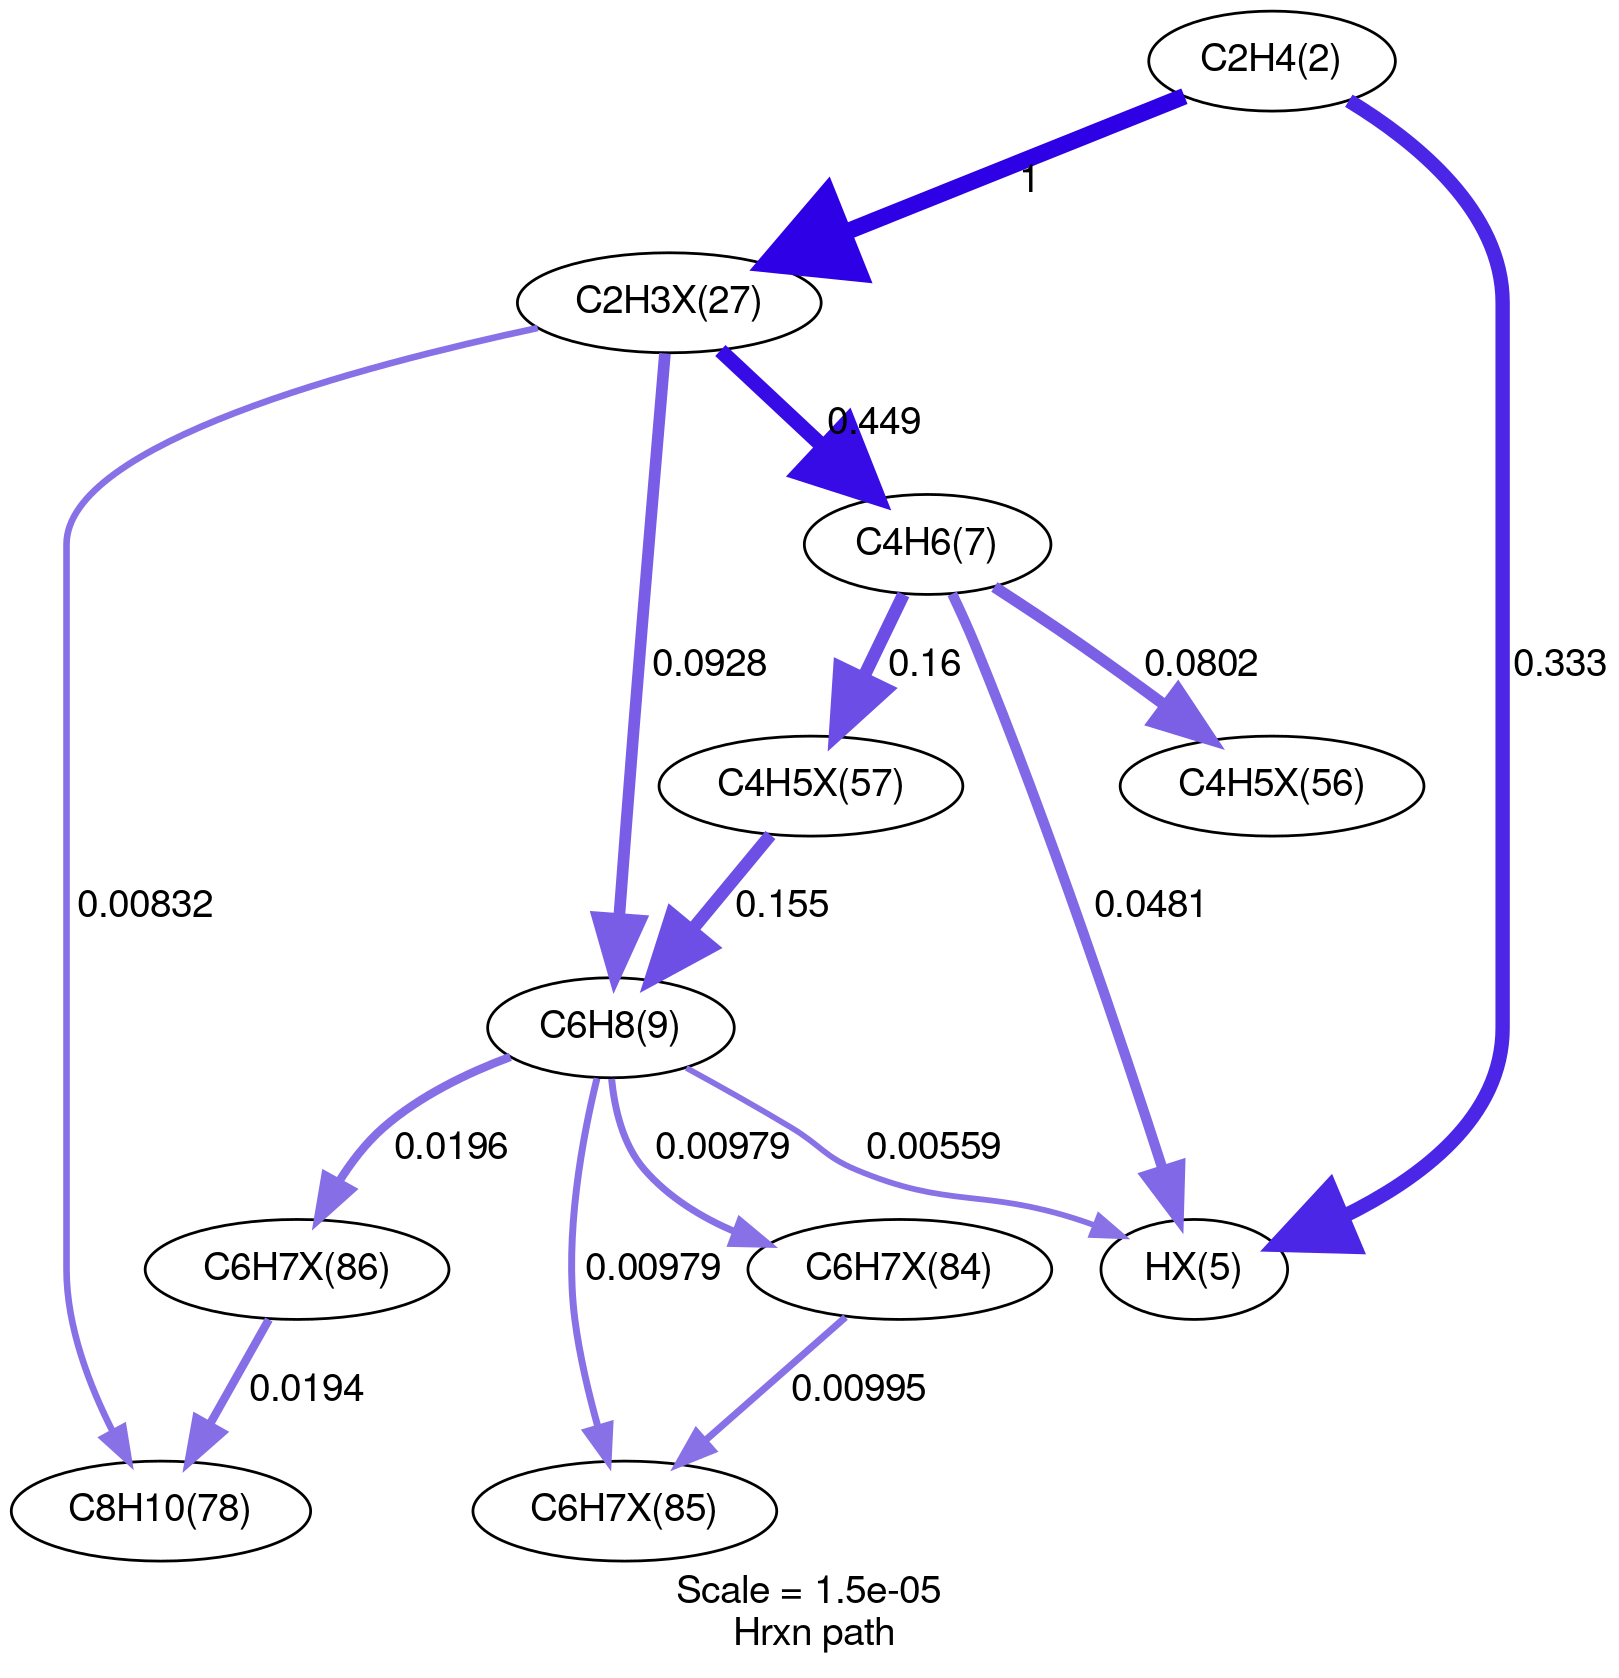 C2H4(2)
1
C2H3X(27)
0.449
C4H6(7)
0.0928
0.16
0.0802
0.333
C4H5X(57)
C4H5X(56)
0.00832
0.155
0.0481
C6H8(9)
0.0196
0.00979
0.00559
C6H7X(86)
0.00979
C6H7X(84)
HX(5)
0.0194
0.00995
C8H10(78)
C6H7X(85)
Scale = 1.5e-05
Hrxn path